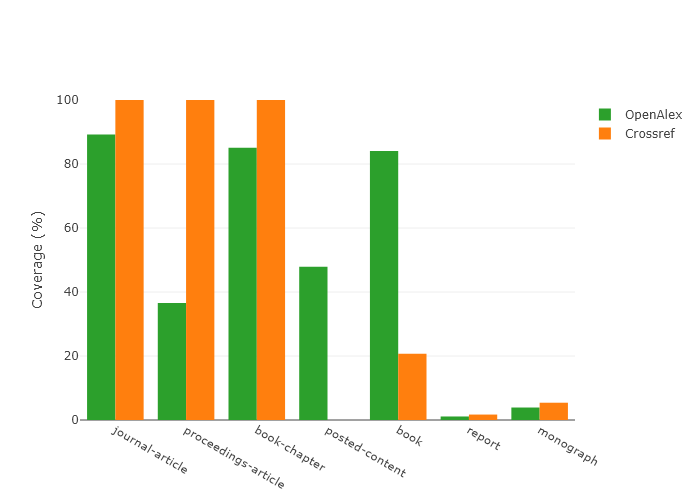 100
80
60
40
20
0
Coverage (%)
journal-article
proceedings-article
book-chapter
posted-content
book
report
monograph
OpenAlex
Crossref